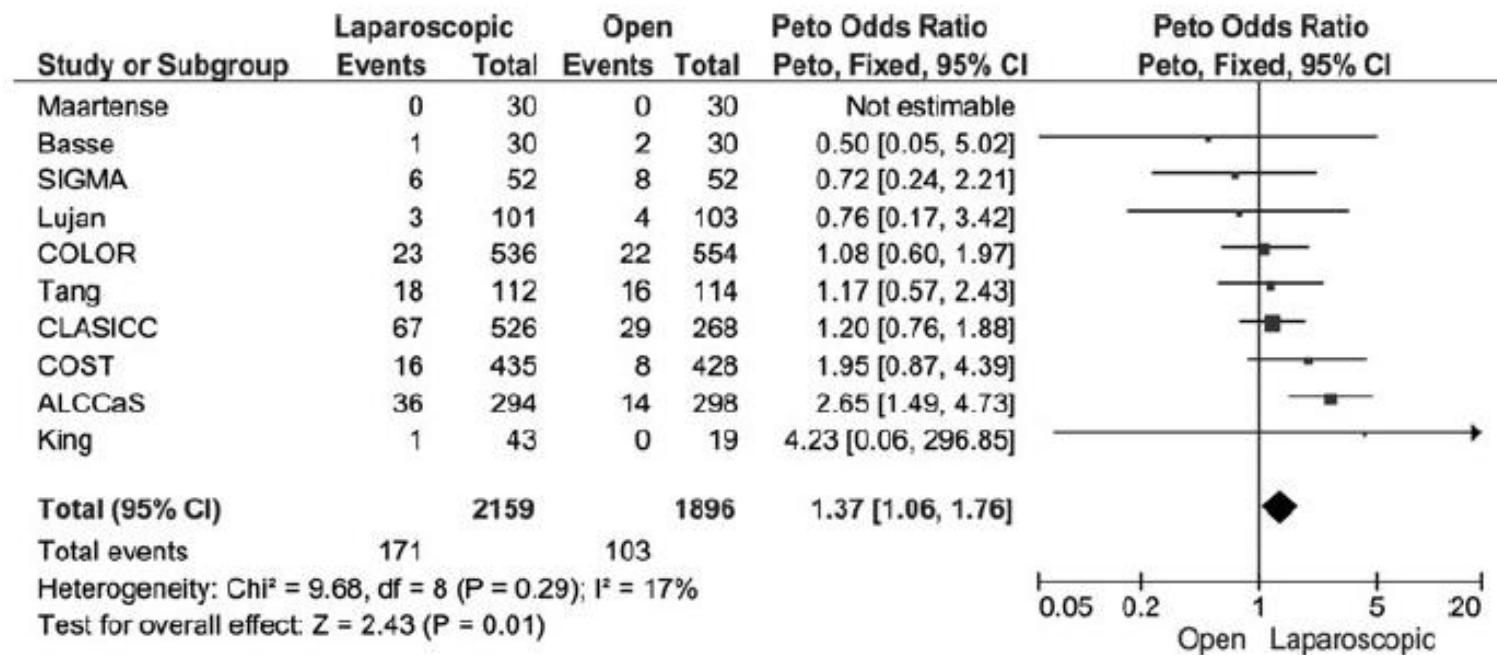 Laparoscopic Open Peto Odds Ratio Peto Odds Ratio
Study or Subgroup Events Total Events Total Peto, Fixed, 95% CI Peto, Fixed, 95% CI
Maartense 0 30 0 30 Not estimable
Basse 1 30 2 30 0.50 [0.05, 5.02]
SIGMA 6 52 8 52 0.72 [0.24, 2.21]
Lujan 3 101 4 103 0.76 [0.17, 3.42]
COLOR 23 536 22 554 1.08 [0.60, 1.97]
Tang 18 112 16 114 1.17 [0.57, 2.43]
CLASICC 67 526 29 268 1.20 [0.76, 1.88]
COST 16 435 8 428 1.95 [0.87, 4.39]
ALCCaS 36 294 14 298 2.65 [1.49, 4.73]
King 1 43 0 19 4.23 [0.06, 296.85]
Total (95% CI) 2159 1896 1.37 [1.06, 1.76]
Total events 171 103
Heterogeneity: Chi² = 9.68, df = 8 (P = 0.29); I² = 17%
Test for overall effect: Z = 2.43 (P = 0.01)
0.05 0.2 1 5 20
Open Laparoscopic